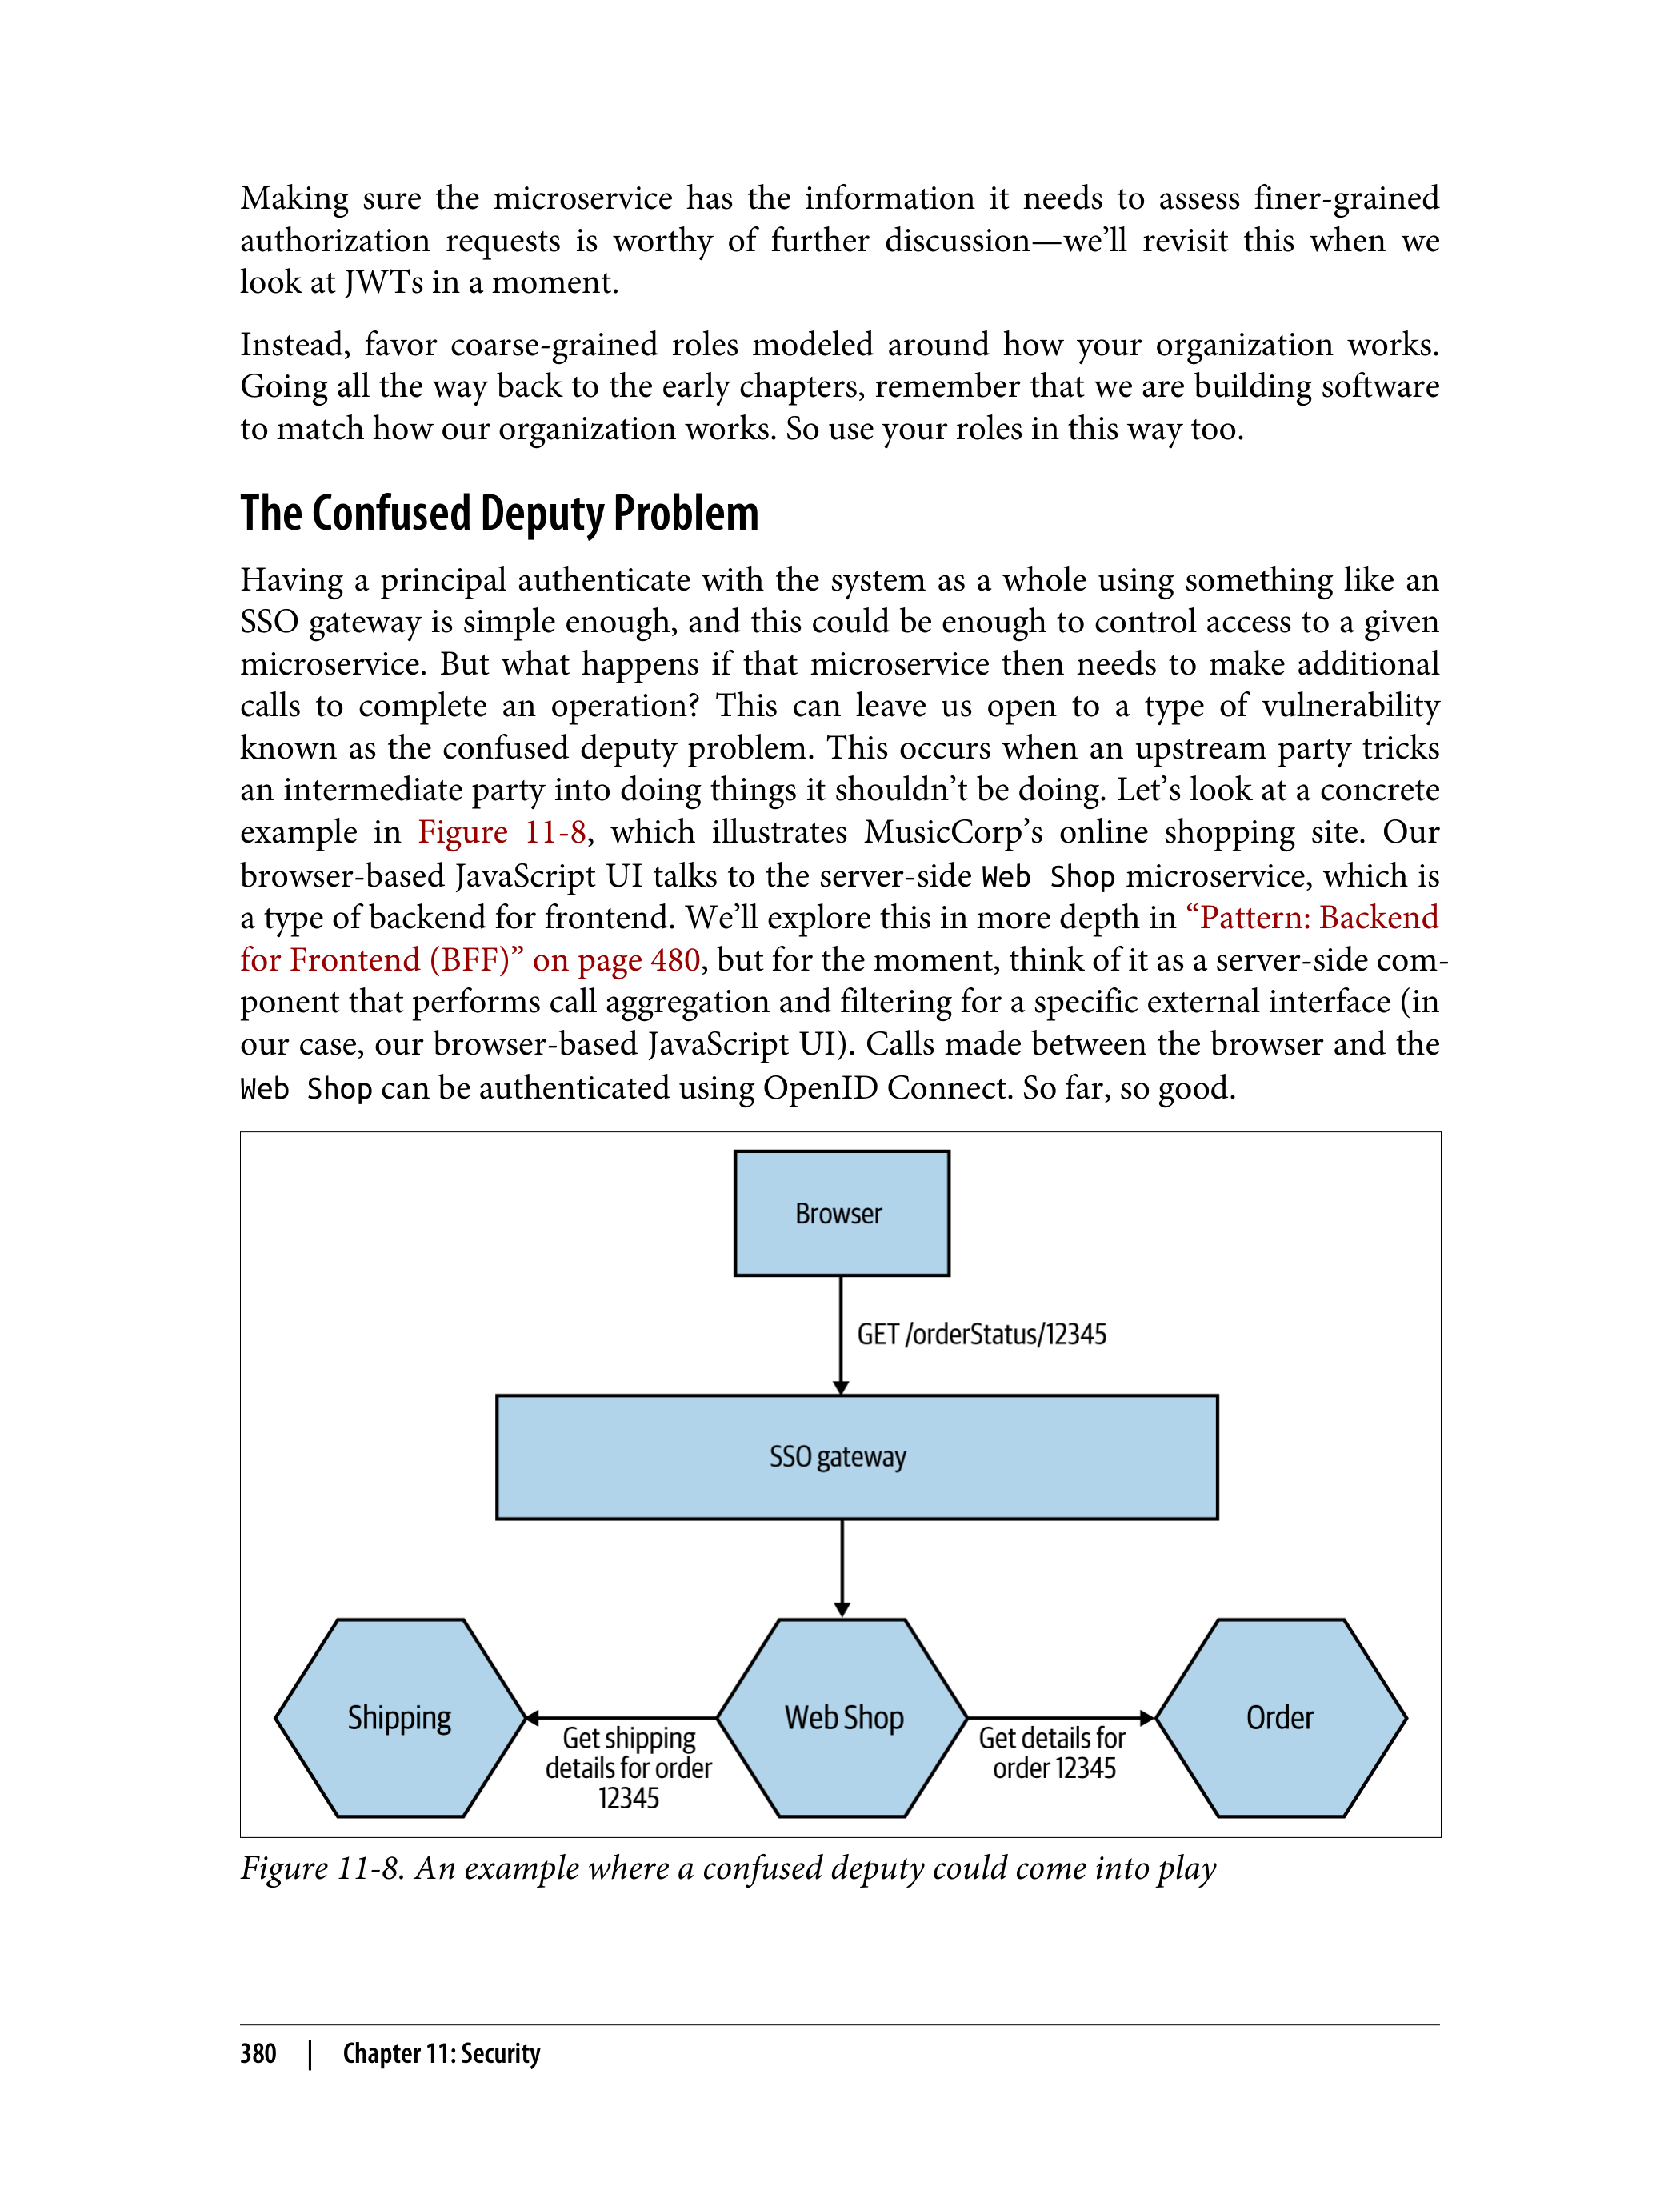 Making sure the microservice has the information it needs to assess finer-grained
authorization requests is worthy of further discussion—we’ll revisit this when we
look at JWTs in a moment.
Instead, favor coarse-grained roles modeled around how your organization works.
Going all the way back to the early chapters, remember that we are building software
to match how our organization works. So use your roles in this way too.
The Confused Deputy Problem
Having a principal authenticate with the system as a whole using something like an
SSO gateway is simple enough, and this could be enough to control access to a given
microservice. But what happens if that microservice then needs to make additional
calls to complete an operation? This can leave us open to a type of vulnerability
known as the confused deputy problem. This occurs when an upstream party tricks
an intermediate party into doing things it shouldn’t be doing. Let’s look at a concrete
example in Figure 11-8, which illustrates MusicCorp’s online shopping site. Our
browser-based JavaScript UI talks to the server-side Web Shop microservice, which is
a type of backend for frontend. We’ll explore this in more depth in “Pattern: Backend
for Frontend (BFF)” on page 480, but for the moment, think of it as a server-side com-
ponent that performs call aggregation and filtering for a specific external interface (in
our case, our browser-based JavaScript UI). Calls made between the browser and the
Web Shop can be authenticated using OpenID Connect. So far, so good.
Browser
GET /orderStatus/12345
SSO gateway
Shipping
Get shipping
details for order
12345
Web Shop
Get details for
order 12345
Order
Figure 11-8. An example where a confused deputy could come into play
380 | Chapter 11: Security